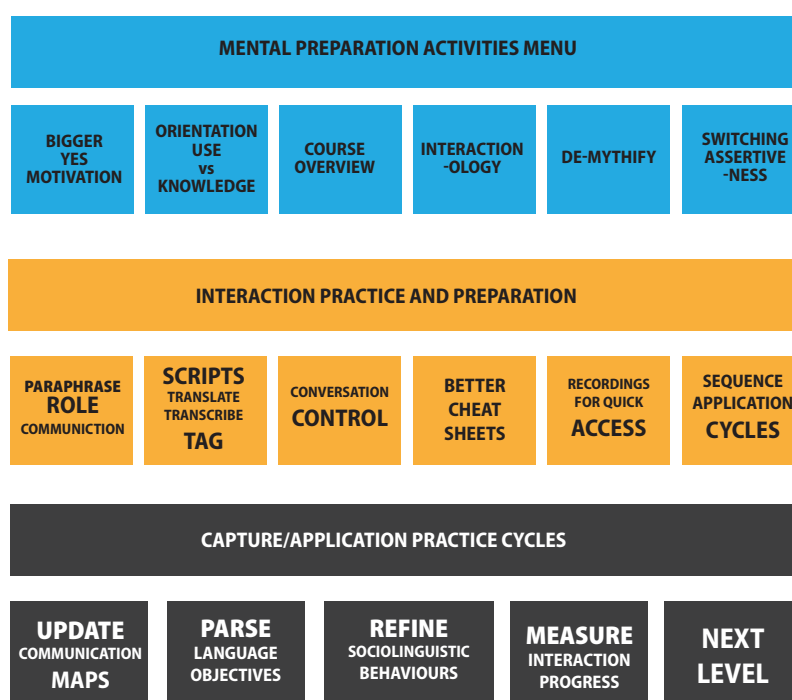 MENTAL PREPARATION ACTIVITIES MENU
BIGGER
YES
MOTIVATION
ORIENTATION
USE
vs
KNOWLEDGE
COURSE
OVERVIEW
INTERACTION
-OLOGY
DE-MYTHIFY
SWITCHING
ASSERTIVE
-NESS
INTERACTION PRACTICE AND PREPARATION
PARAPHRASE
ROLE
COMMUNICTION
SCRIPTS
TRANSLATE
TRANSCRIBE
TAG
CONVERSATION
CONTROL
BETTER
CHEAT
SHEETS
RECORDINGS
FOR QUICK
ACCESS
SEQUENCE
APPLICATION
CYCLES
CAPTURE/APPLICATION PRACTICE CYCLES
UPDATE
COMMUNICATION
MAPS
PARSE
LANGUAGE
OBJECTIVES
REFINE
SOCIOLINGUISTIC
BEHAVIOURS
MEASURE
INTERACTION
PROGRESS
NEXT
LEVEL